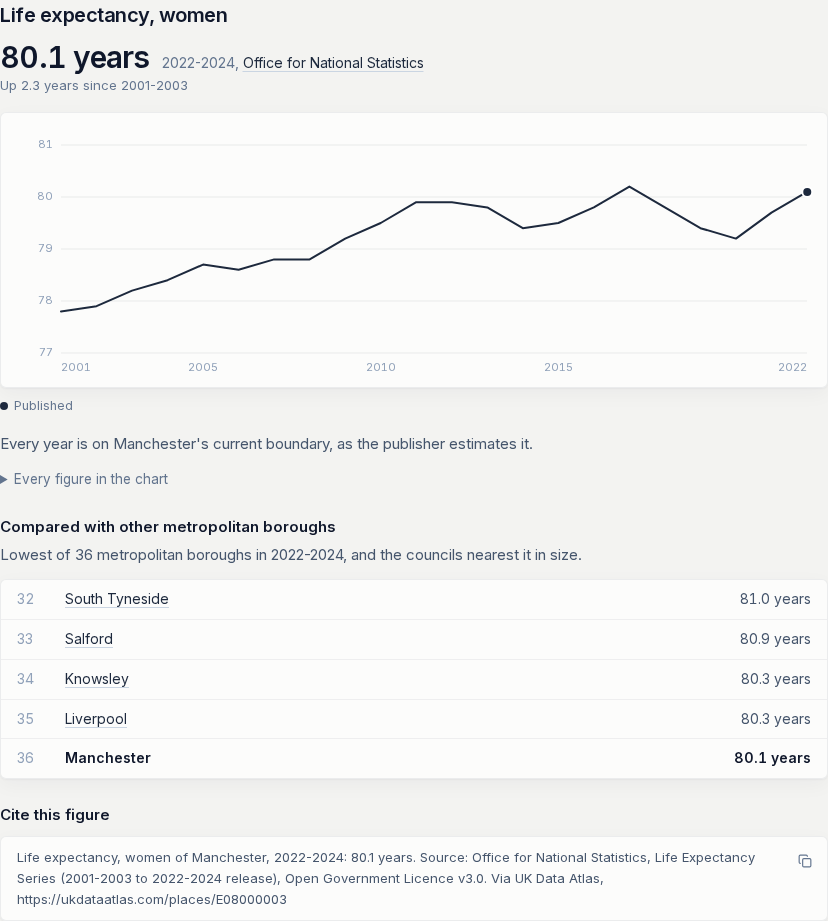 Life expectancy, women
80.1 years 2022-2024, Office for National Statistics
Up 2.3 years since 2001-2003
81
80
79
78
77
2001 2005 2010 2015 2022
Published
Every year is on Manchester's current boundary, as the publisher estimates it.
Every figure in the chart
Compared with other metropolitan boroughs
Lowest of 36 metropolitan boroughs in 2022-2024, and the councils nearest it in size.
32 South Tyneside 81.0 years
33 Salford 80.9 years
34 Knowsley 80.3 years
35 Liverpool 80.3 years
36 Manchester 80.1 years
Cite this figure
Life expectancy, women of Manchester, 2022-2024: 80.1 years. Source: Office for National Statistics, Life Expectancy
Series (2001-2003 to 2022-2024 release), Open Government Licence v3.0. Via UK Data Atlas,
https://ukdataatlas.com/places/E08000003